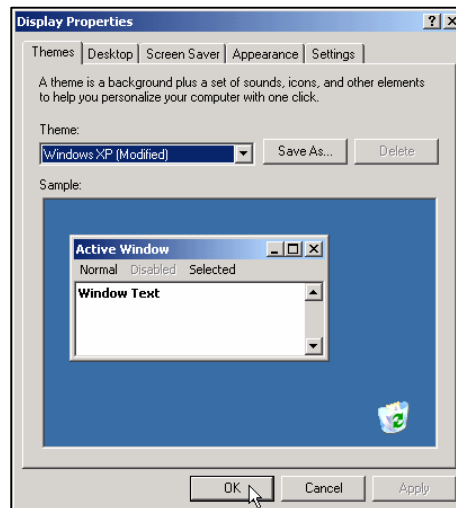 Display Properties
Themes Desktop Screen Saver Appearance Settings
A theme is a background plus a set of sounds, icons, and other elements
to help you personalize your computer with one click.
Theme:
Windows XP (Modified) Save As... Delete
Sample:
Active Window
Normal Disabled Selected
Window Text
OK Cancel Apply